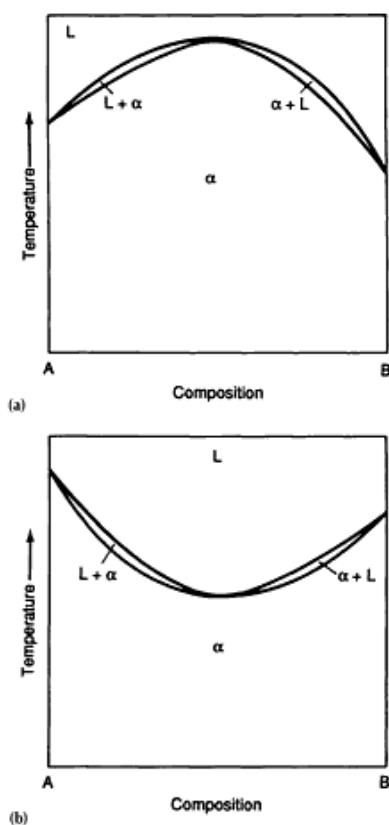 L
L + α
α + L
α
Temperature
A
B
Composition
(a)
L
L + α
α + L
α
Temperature
A
B
Composition
(b)